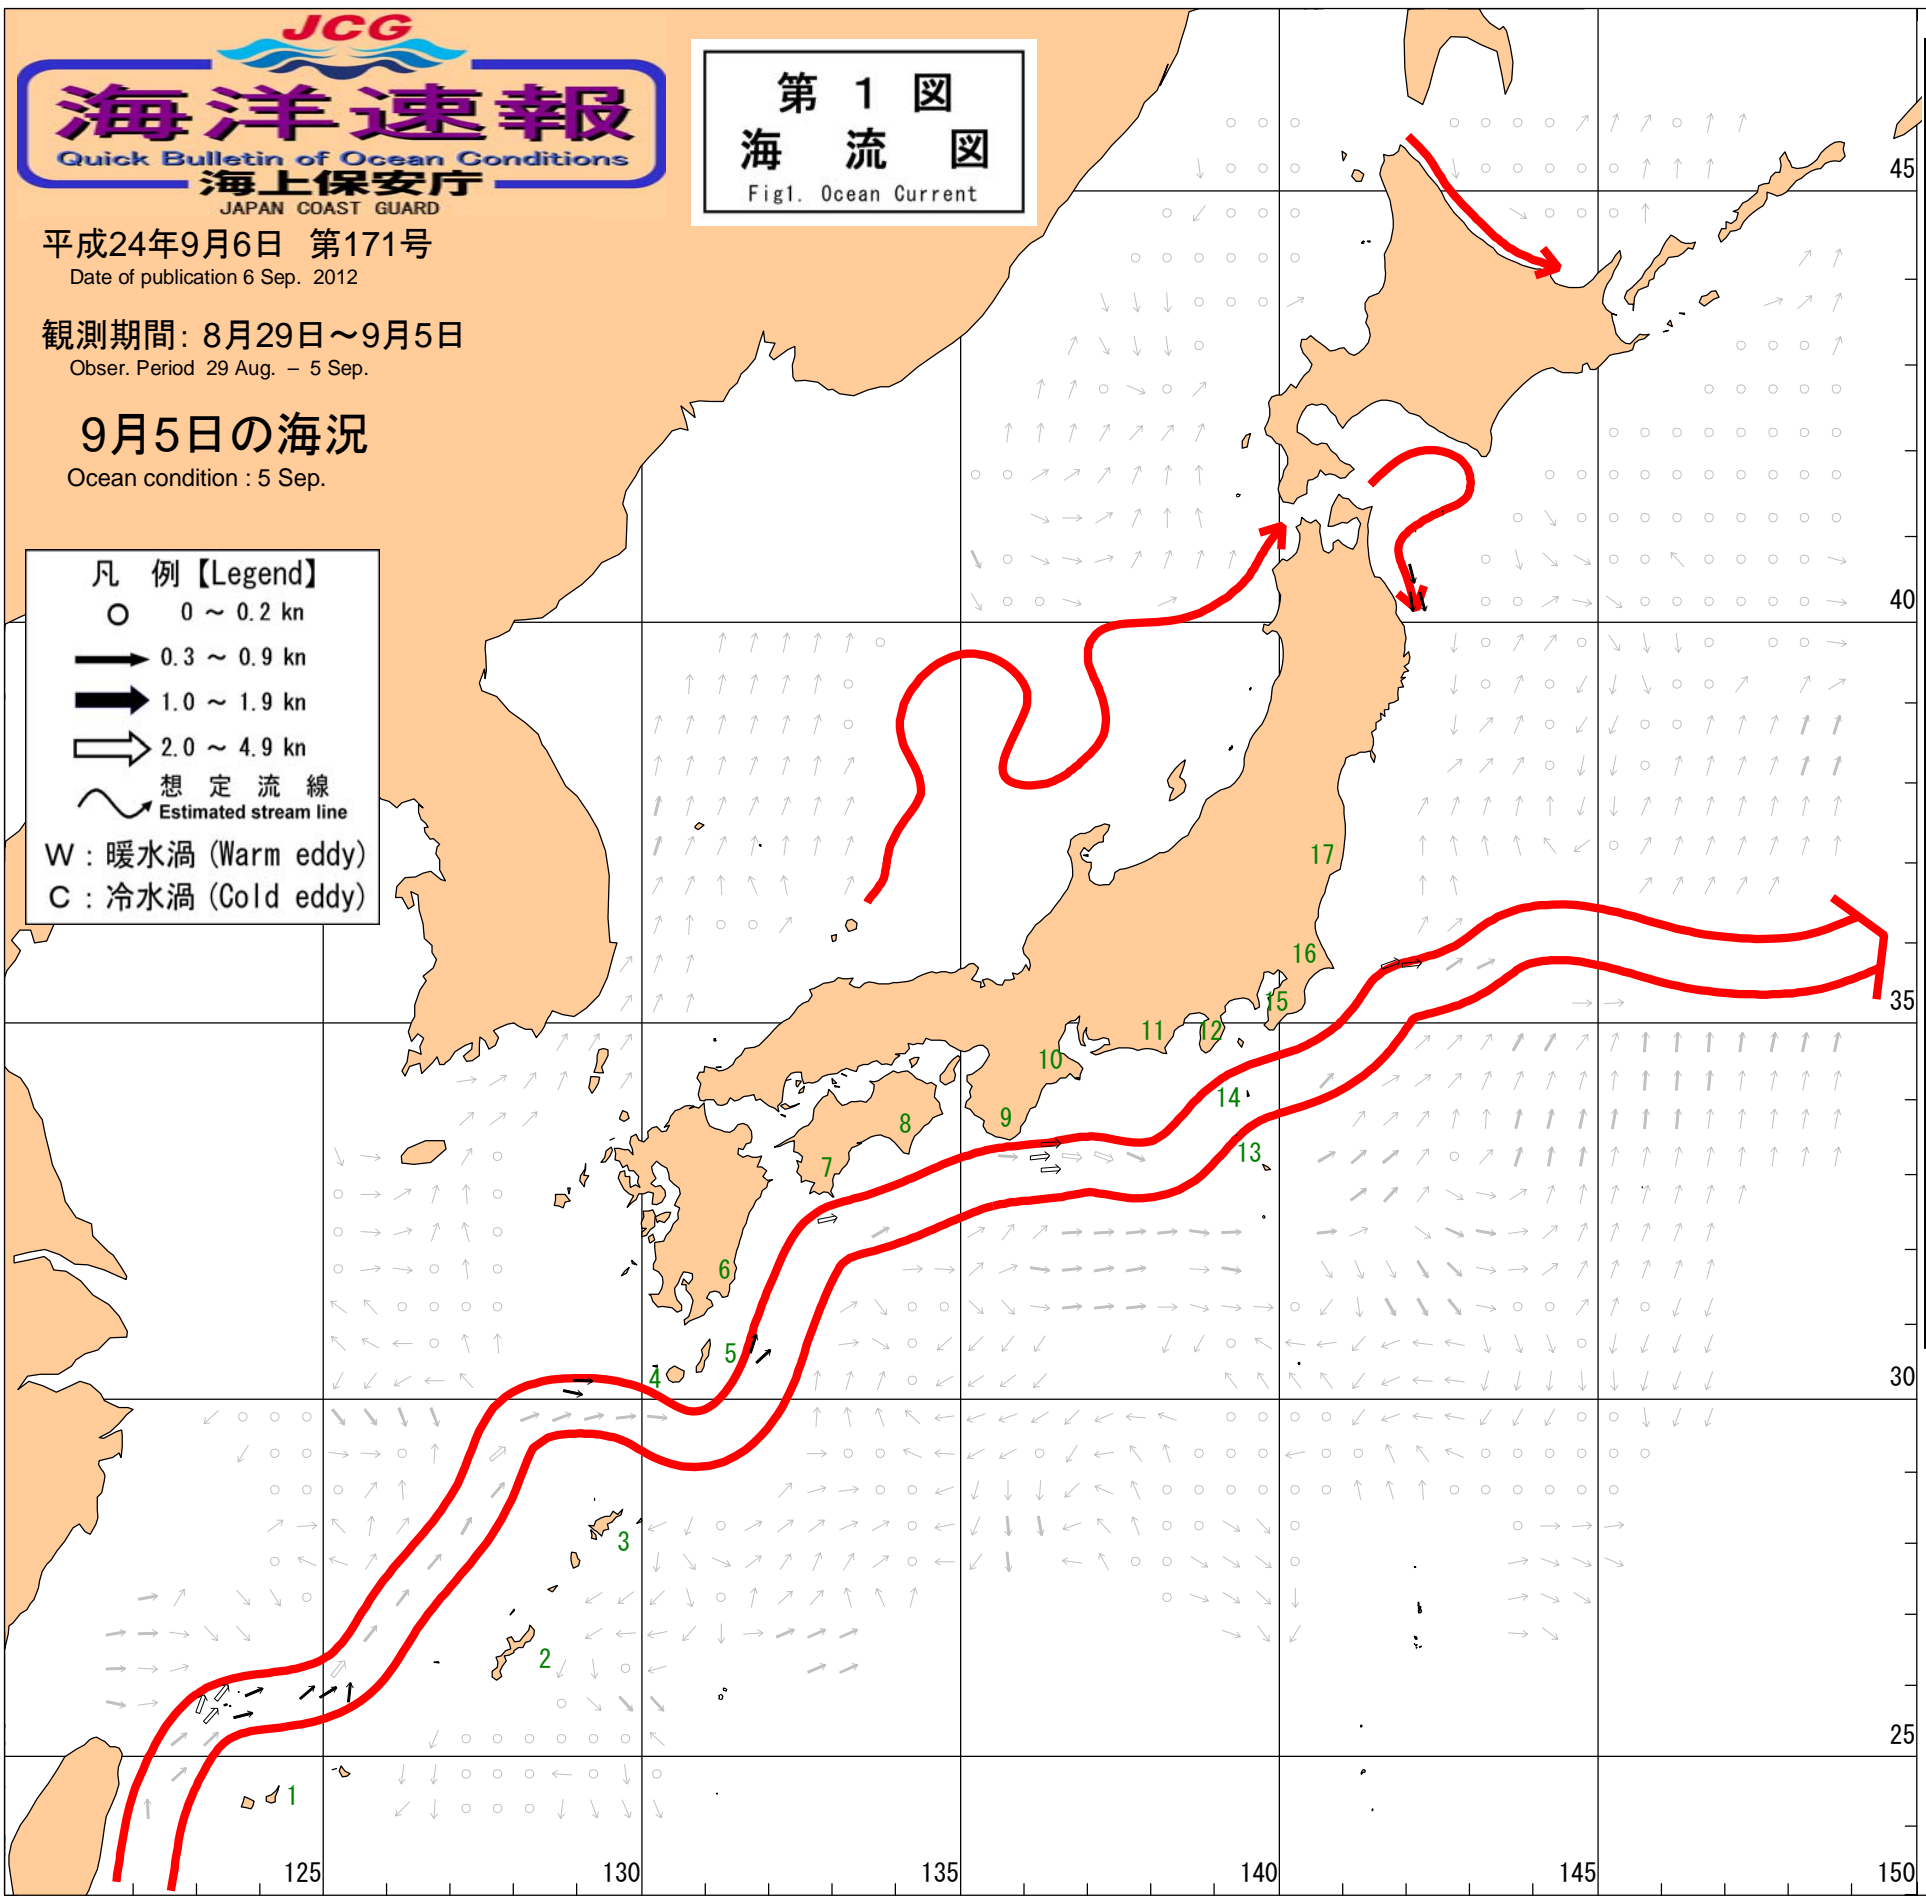 JCG
海洋速報
Quick Bulletin of Ocean Conditions
海上保安庁
JAPAN COAST GUARD
第 1 図
海 流 図
Fig1. Ocean Current
平成24年9月6日 第171号
Date of publication 6 Sep. 2012
観測期間: 8月29日～9月5日
Obser. Period 29 Aug. – 5 Sep.
9月5日の海況
Ocean condition : 5 Sep.
凡 例【Legend】
0 ～ 0.2 kn
0.3 ～ 0.9 kn
1.0 ～ 1.9 kn
2.0 ～ 4.9 kn
想 定 流 線
Estimated stream line
W : 暖水渦 (Warm eddy)
C : 冷水渦 (Cold eddy)
45
40
35
30
25
17
16
15
11
12
10
14
8
9
13
7
6
5
4
3
2
1
125
130
135
140
145
150